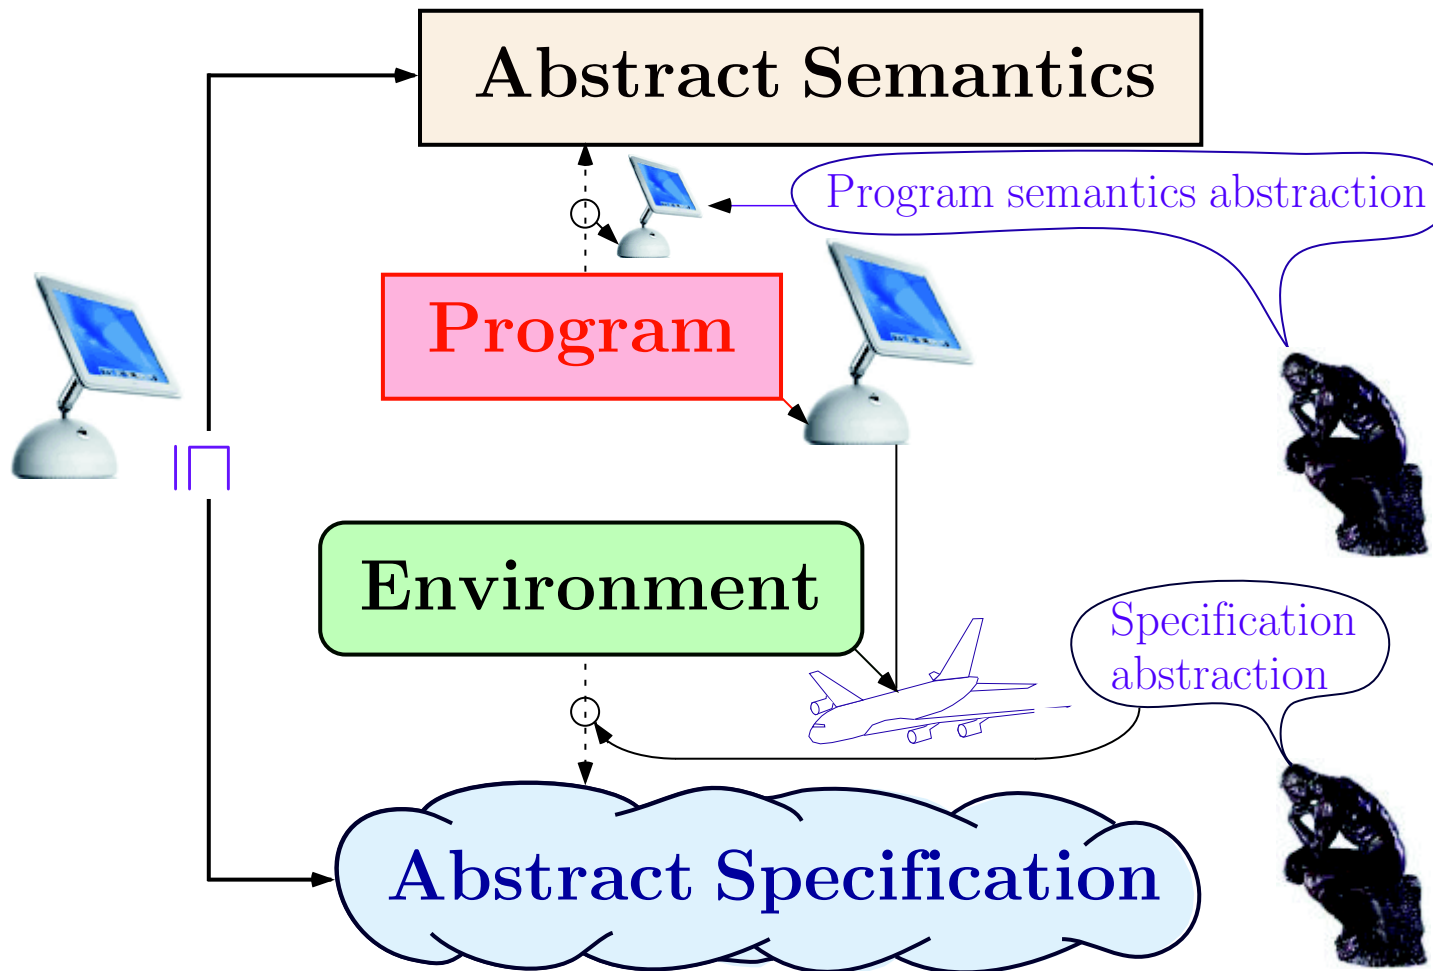 Abstract Semantics
Program semantics abstraction
Program
Environment
Specification
abstraction
Abstract Specification